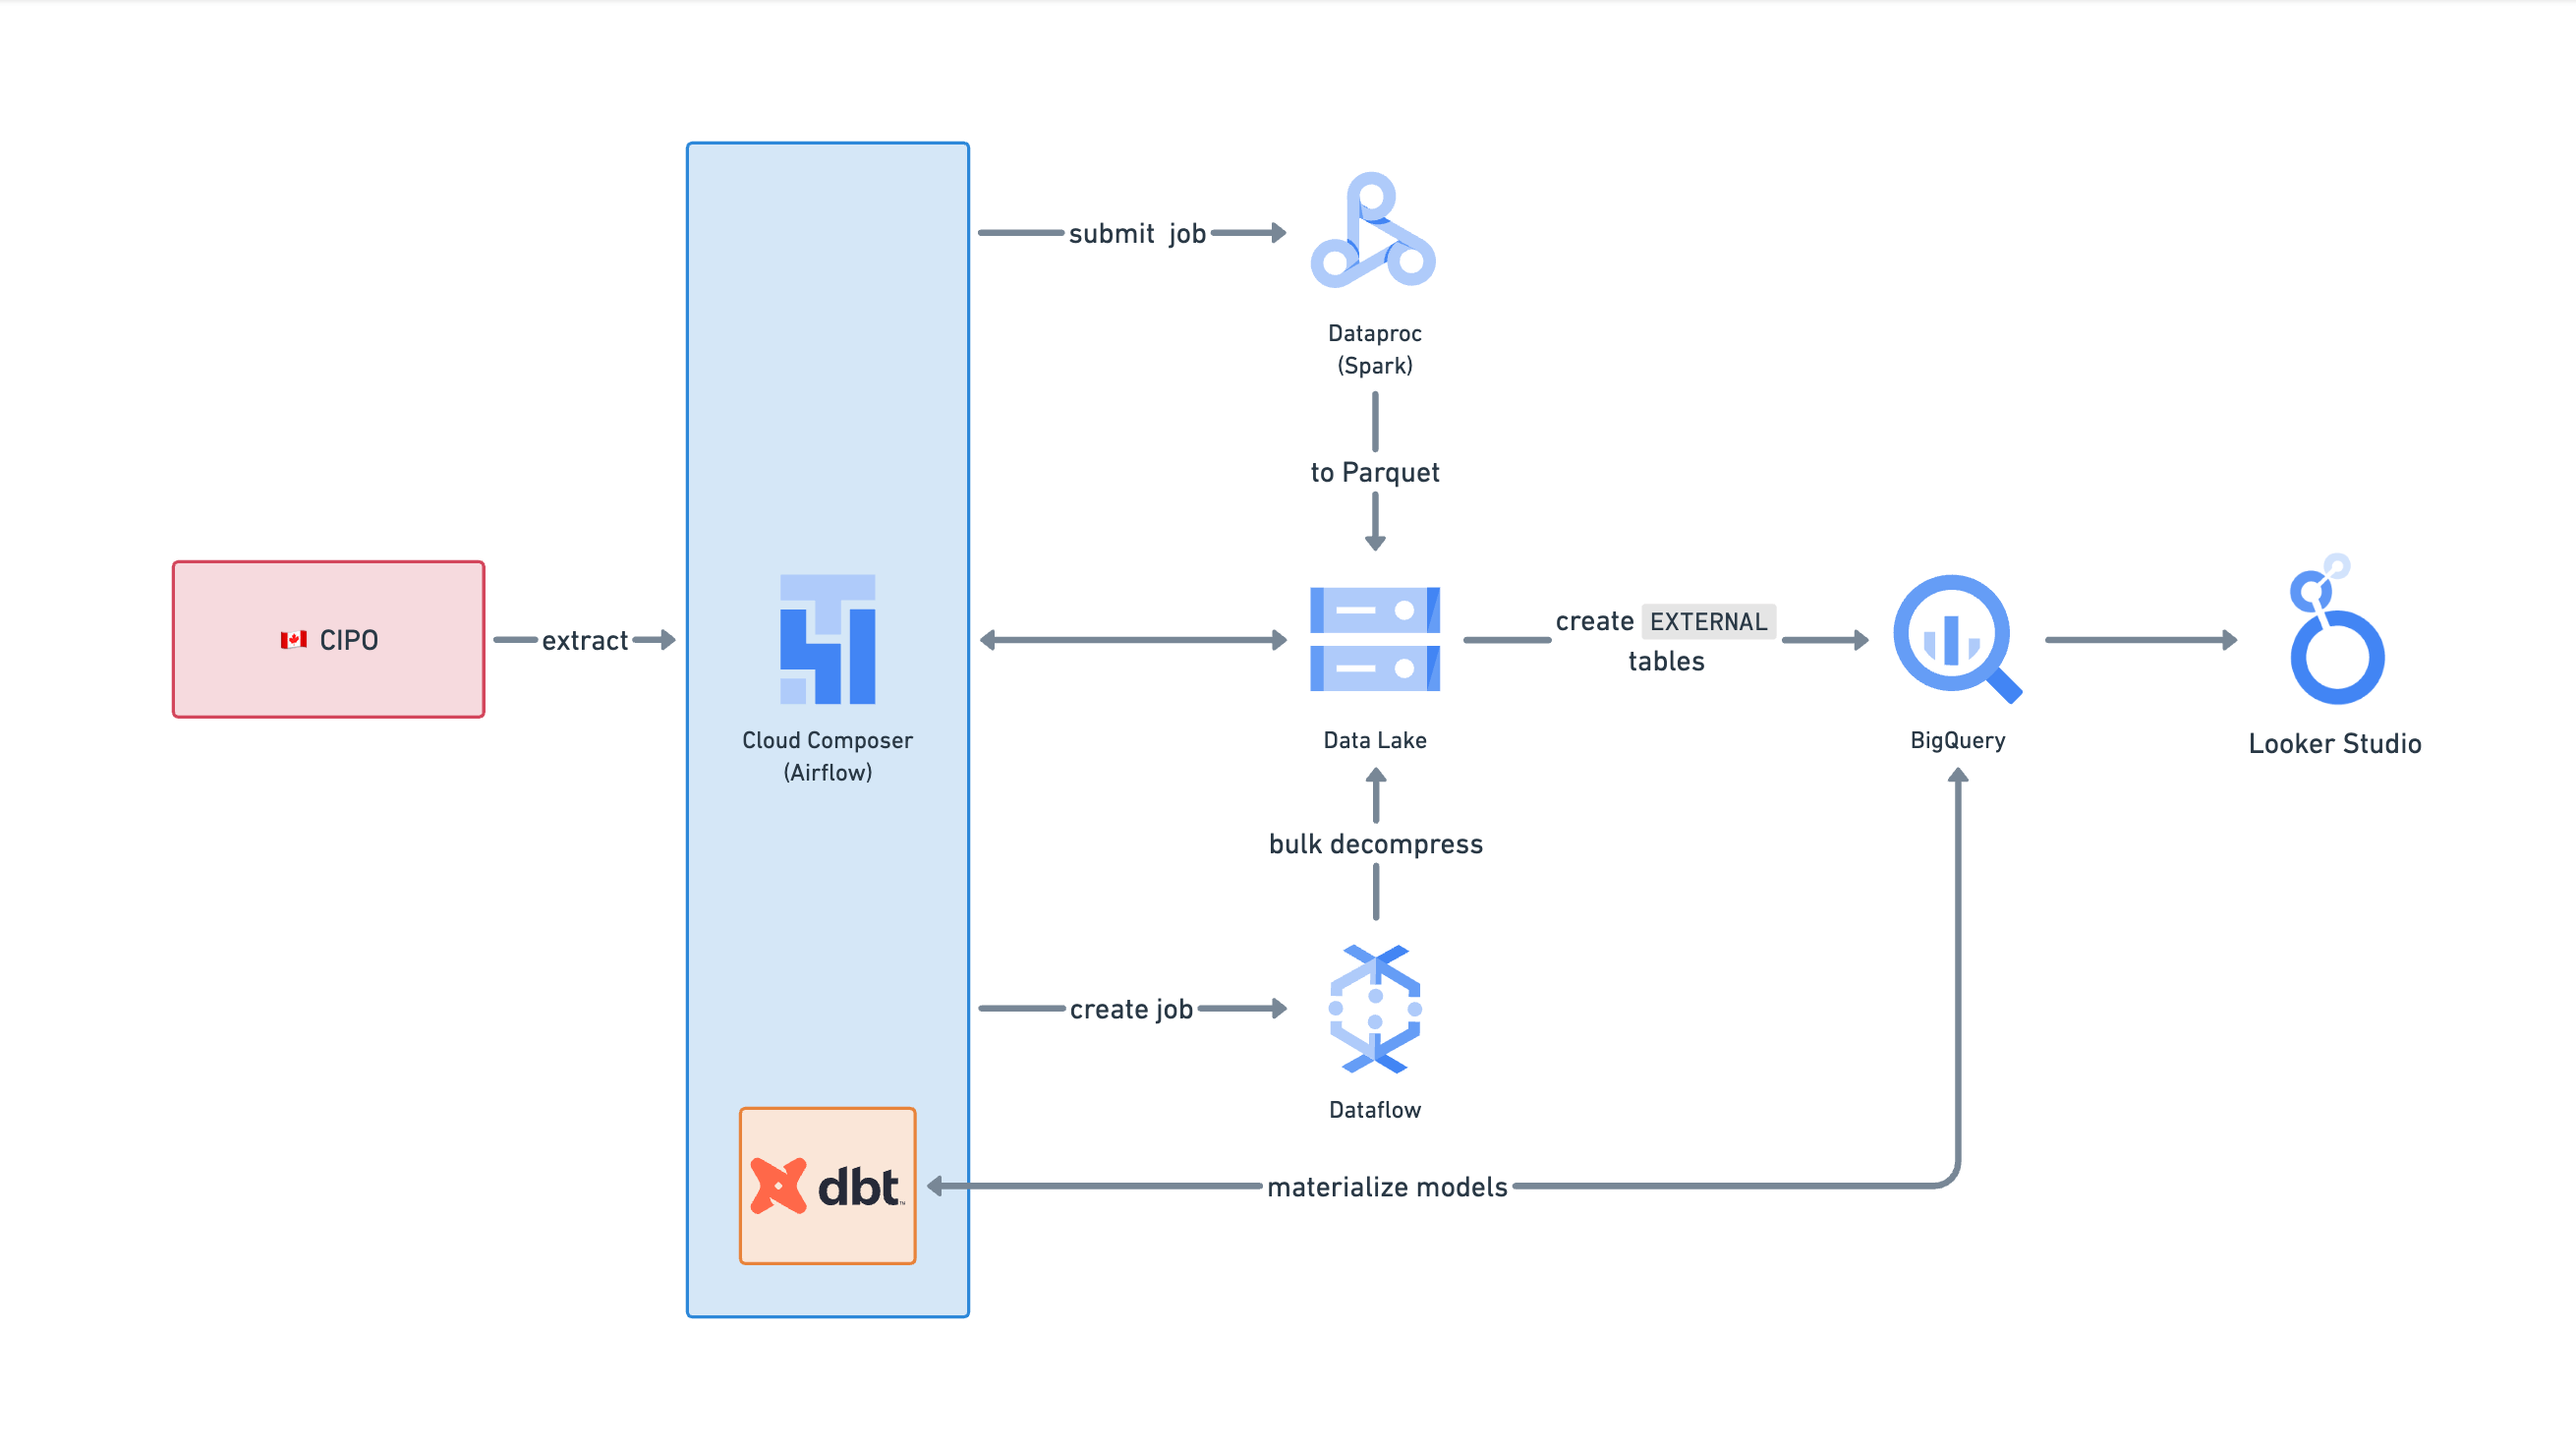 submit job
Dataproc
(Spark)
to Parquet
CIPO
extract
Cloud Composer
(Airflow)
Data Lake
create EXTERNAL
tables
BigQuery
Looker Studio
bulk decompress
create job
Dataflow
dbt™
materialize models